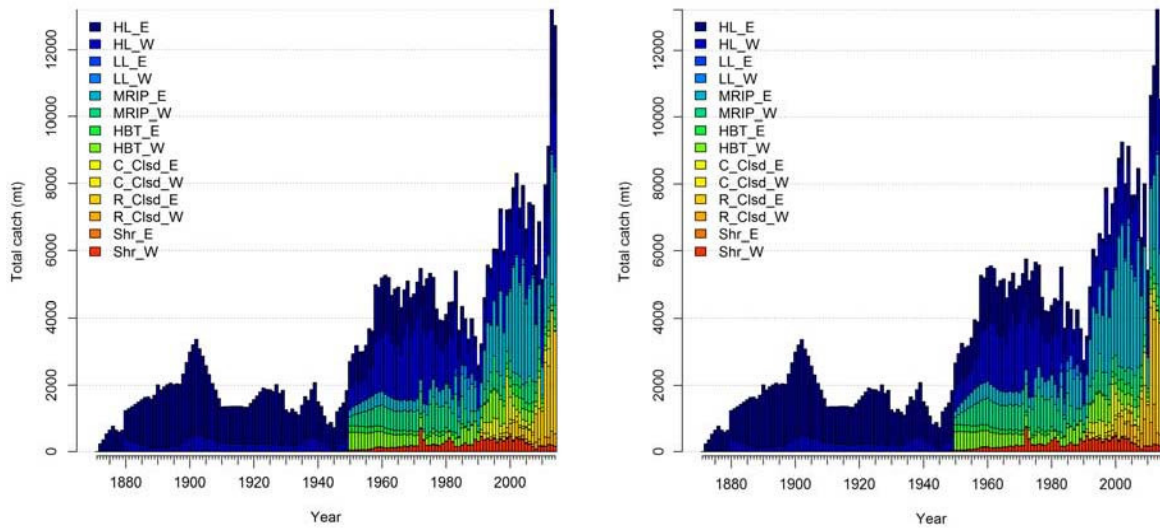 HL_E
HL_W
LL_E
LL_W
MRIP_E
MRIP_W
HBT_E
HBT_W
C_Clsd_E
C_Clsd_W
R_Clsd_E
R_Clsd_W
Shr_E
Shr_W
Total catch (mt)
12000
10000
8000
6000
4000
2000
0
1880 1900 1920 1940 1960 1980 2000
Year
HL_E
HL_W
LL_E
LL_W
MRIP_E
MRIP_W
HBT_E
HBT_W
C_Clsd_E
C_Clsd_W
R_Clsd_E
R_Clsd_W
Shr_E
Shr_W
Total catch (mt)
12000
10000
8000
6000
4000
2000
0
1880 1900 1920 1940 1960 1980 2000
Year